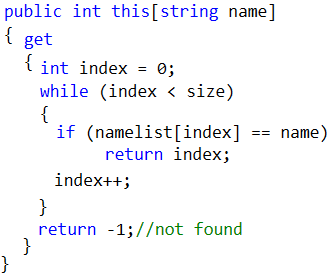 public int this[string name]
{ get
{ int index = 0;
while (index < size)
{
if (namelist[index] == name)
return index;
index++;
}
return -1;//not found
}
}